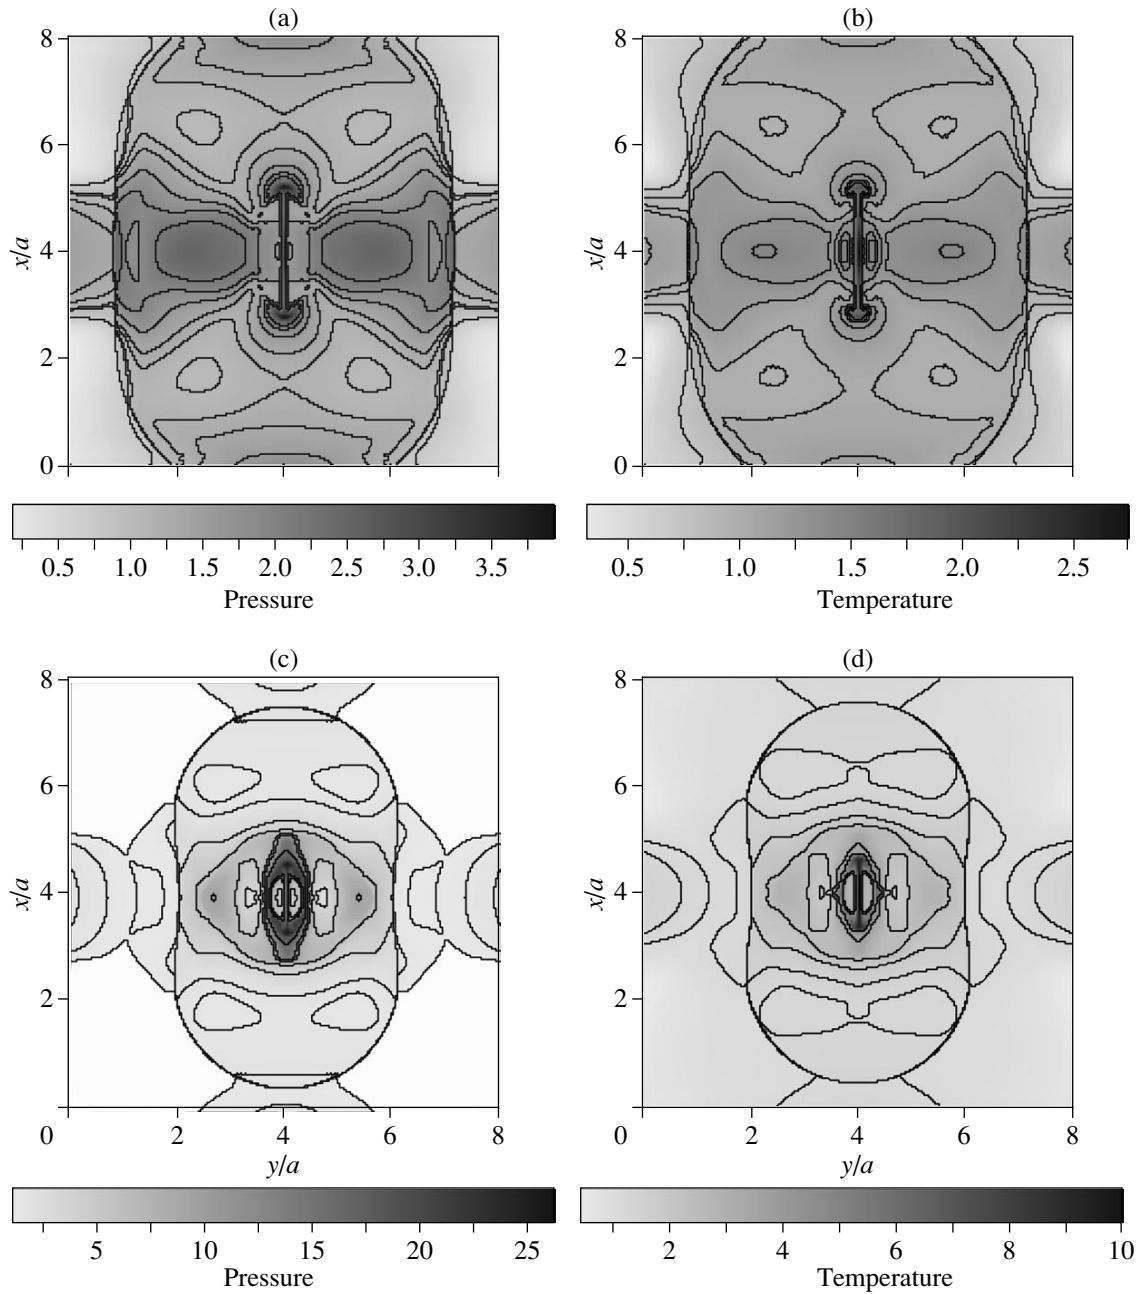 (a) (b)
8 8
6 6
x/a 4 x/a 4
2 2
0 0
0.5 1.0 1.5 2.0 2.5 3.0 3.5 0.5 1.0 1.5 2.0 2.5
Pressure Temperature
(c) (d)
8 8
6 6
x/a 4 x/a 4
2 2
0 2 4 6 8 0 2 4 6 8
y/a y/a
5 10 15 20 25 2 4 6 8 10
Pressure Temperature